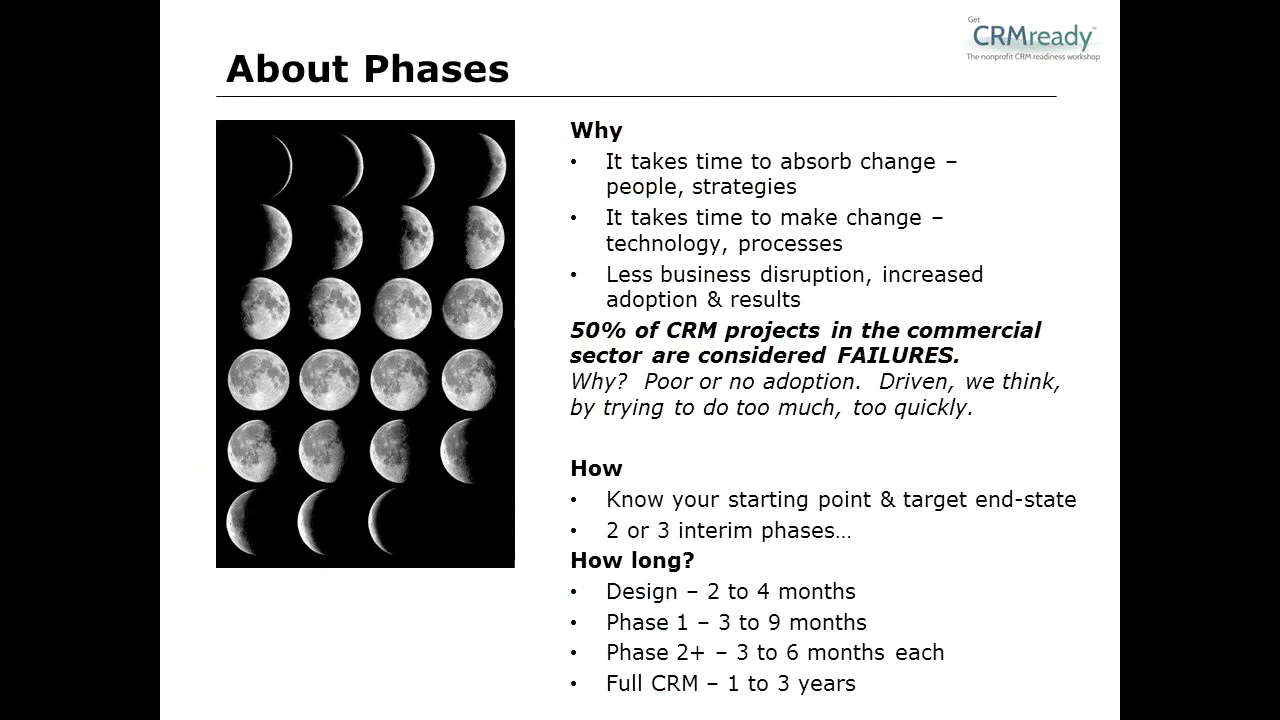 Get
CRMready™
The nonprofit CRM readiness workshop
About Phases
Why
• It takes time to absorb change –
people, strategies
• It takes time to make change –
technology, processes
• Less business disruption, increased
adoption & results
50% of CRM projects in the commercial
sector are considered FAILURES.
Why? Poor or no adoption. Driven, we think,
by trying to do too much, too quickly.
How
• Know your starting point & target end-state
• 2 or 3 interim phases…
How long?
• Design – 2 to 4 months
• Phase 1 – 3 to 9 months
• Phase 2+ – 3 to 6 months each
• Full CRM – 1 to 3 years